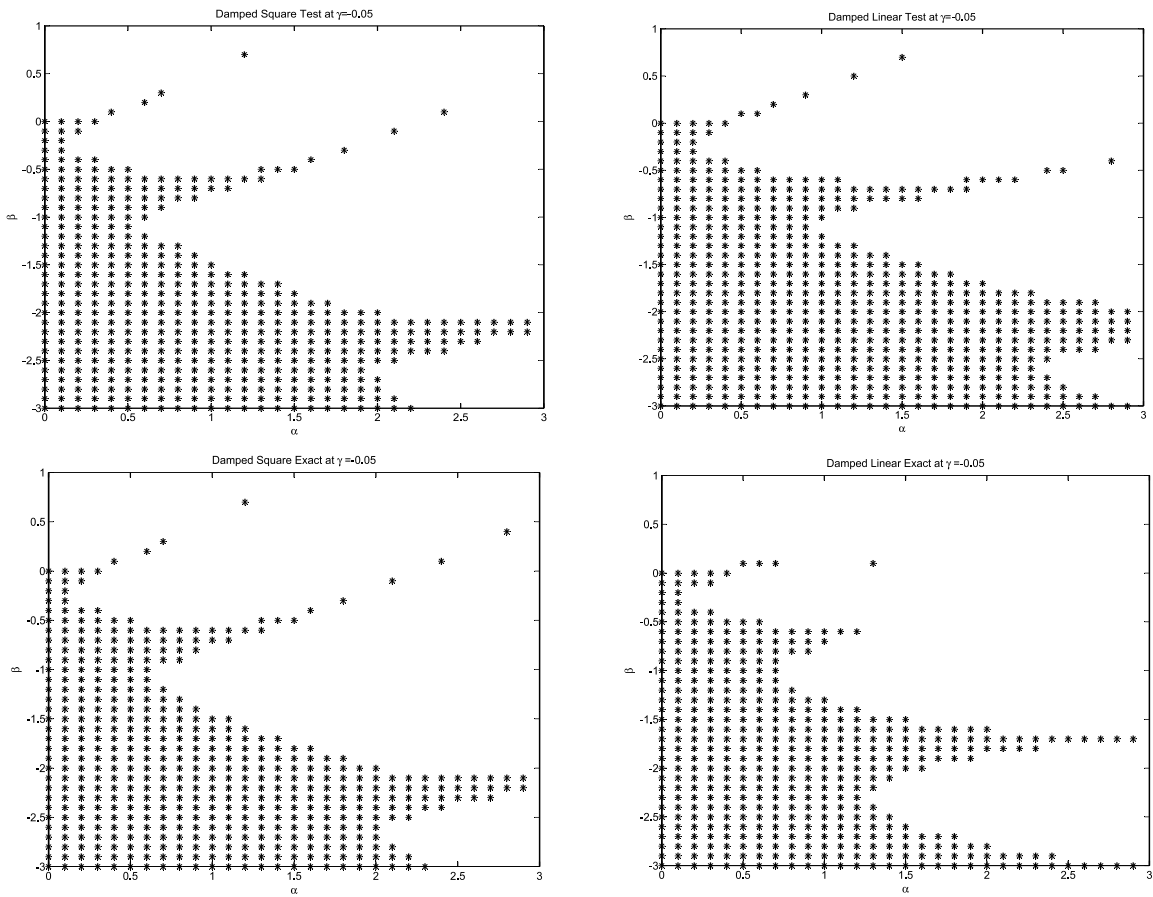 Damped Square Test at γ=-0.05
1
0.5
0
-0.5
-1
-1.5
-2
-2.5
-3
β
0 0.5 1 1.5 2 2.5 3
α
Damped Linear Test at γ=-0.05
1
0.5
0
-0.5
-1
-1.5
-2
-2.5
-3
β
0 0.5 1 1.5 2 2.5 3
α
Damped Square Exact at γ =-0.05
1
0.5
0
-0.5
-1
-1.5
-2
-2.5
-3
β
0 0.5 1 1.5 2 2.5 3
α
Damped Linear Exact at γ =-0.05
1
0.5
0
-0.5
-1
-1.5
-2
-2.5
-3
β
0 0.5 1 1.5 2 2.5 3
α